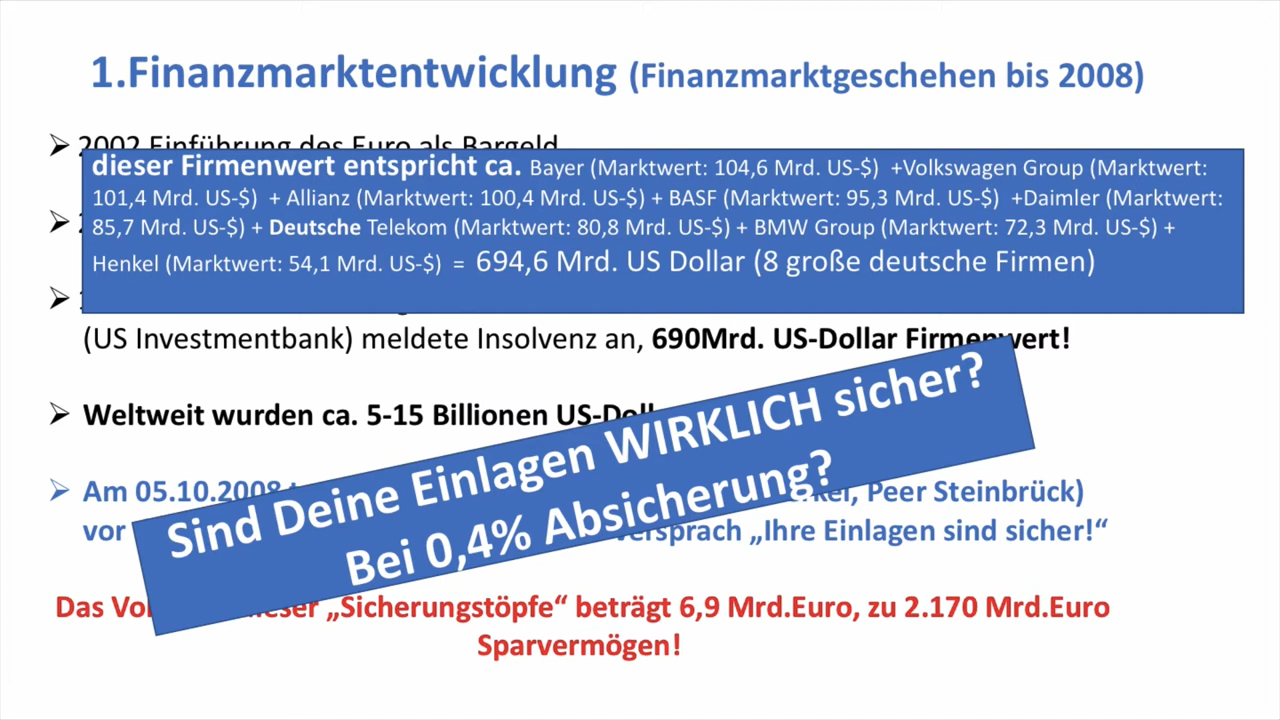 1.Finanzmarktentwicklung (Finanzmarktgeschehen bis 2008)
2002 Einführung des Euro als Bargeld
dieser Firmenwert entspricht ca. Bayer (Marktwert: 104,6 Mrd. US-$) +Volkswagen Group (Marktwert:
101,4 Mrd. US-$) + Allianz (Marktwert: 100,4 Mrd. US-$) + BASF (Marktwert: 95,3 Mrd. US-$) +Daimler (Marktwert:
85,7 Mrd. US-$) + Deutsche Telekom (Marktwert: 80,8 Mrd. US-$) + BMW Group (Marktwert: 72,3 Mrd. US-$) +
Henkel (Marktwert: 54,1 Mrd. US-$) = 694,6 Mrd. US Dollar (8 große deutsche Firmen)
(US Investmentbank) meldete Insolvenz an, 690Mrd. US-Dollar Firmenwert!
Weltweit wurden ca. 5-15 Billionen US-Doll
Sind Deine Einlagen WIRKLICH sicher?
Bei 0,4% Absicherung?
Am 05.10.2008 Peer Steinbrück)
vor versprach „Ihre Einlagen sind sicher!“
Das dieser „Sicherungstöpfe“ beträgt 6,9 Mrd.Euro, zu 2.170 Mrd.Euro
Sparvermögen!